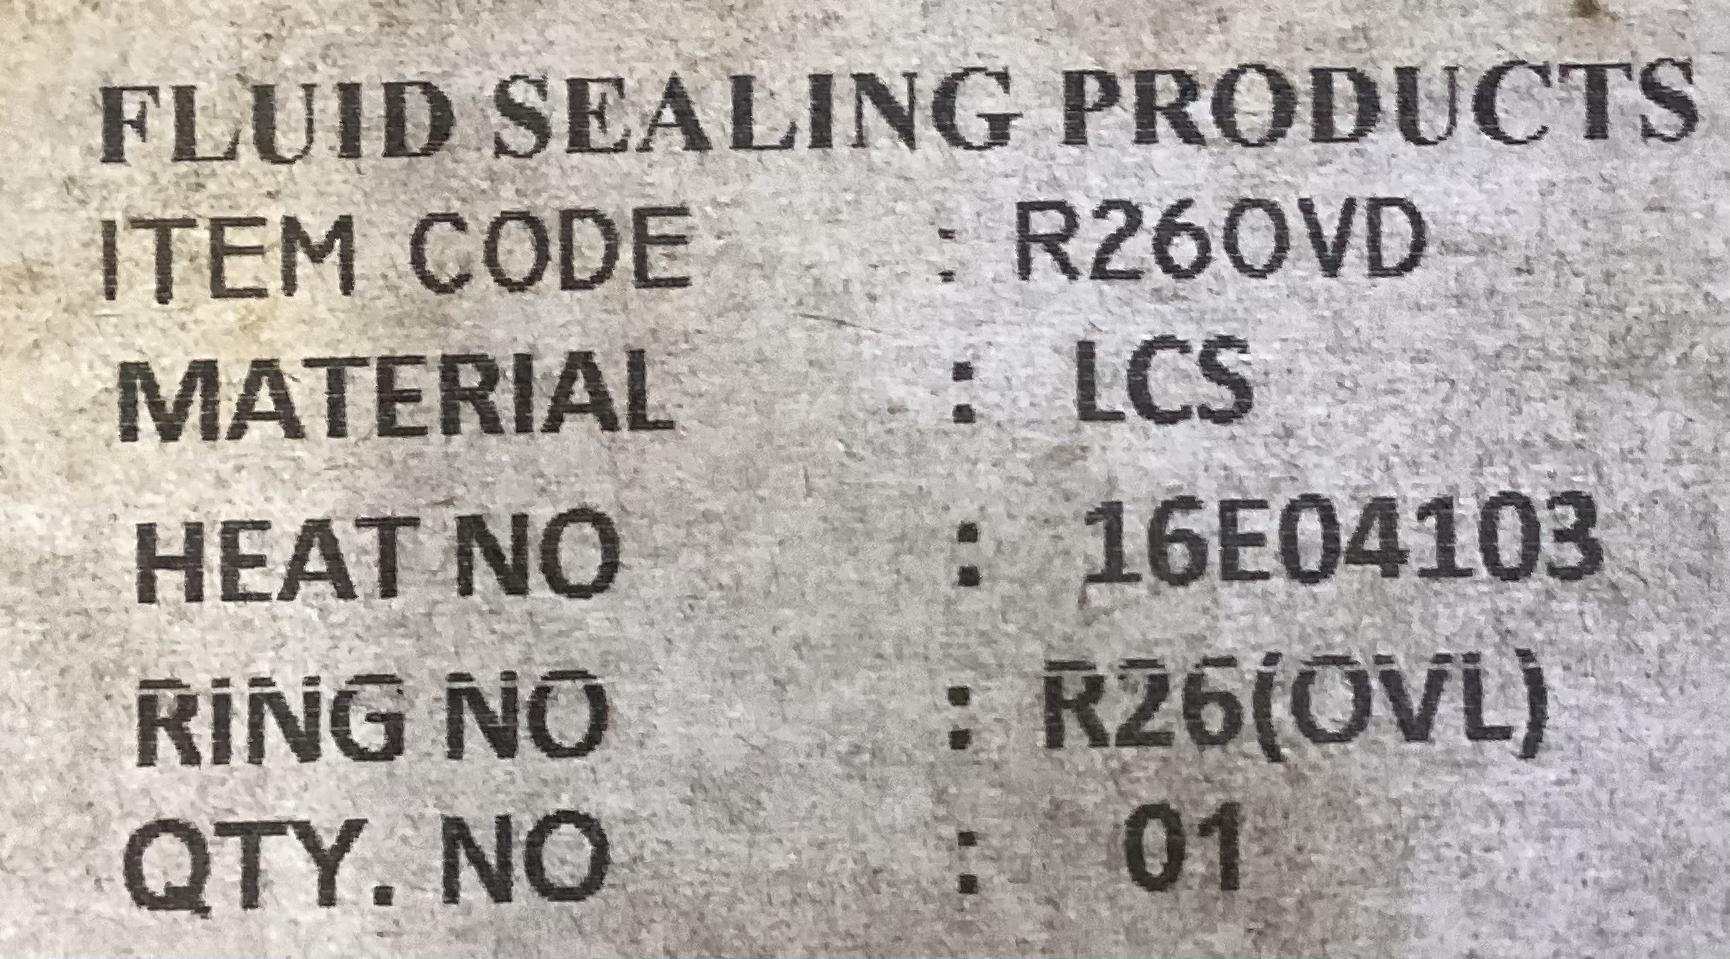 FLUID SEALING PRODUCTS
ITEM CODE : R26OVD
MATERIAL : LCS
HEAT NO : 16E04103
RING NO : R26(OVL)
QTY. NO : 01